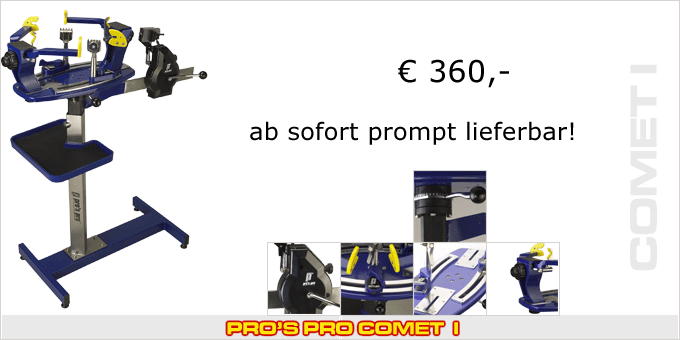 € 360,-
ab sofort prompt lieferbar!
COMET I
PRO'S PRO COMET I